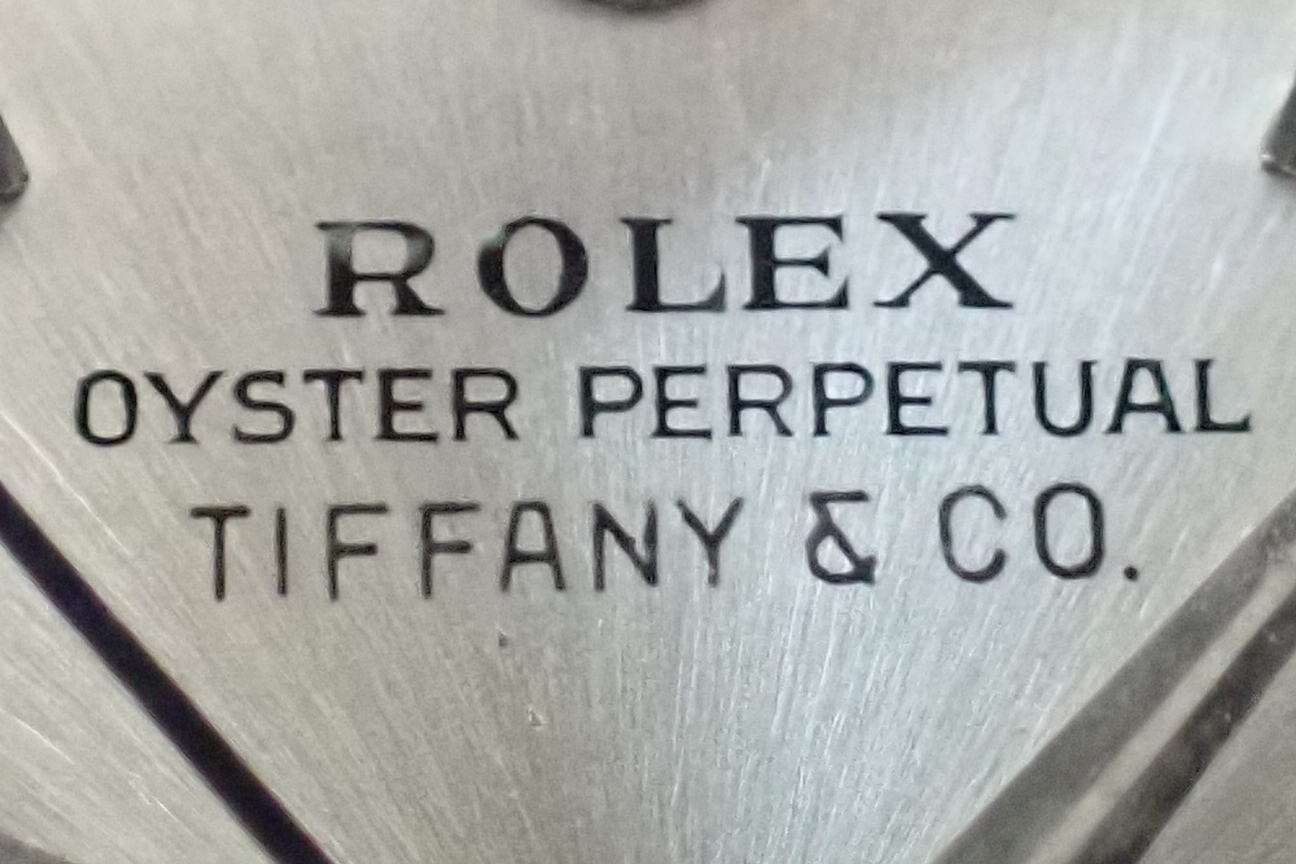 ROLEX
OYSTER PERPETUAL
TIFFANY & CO.